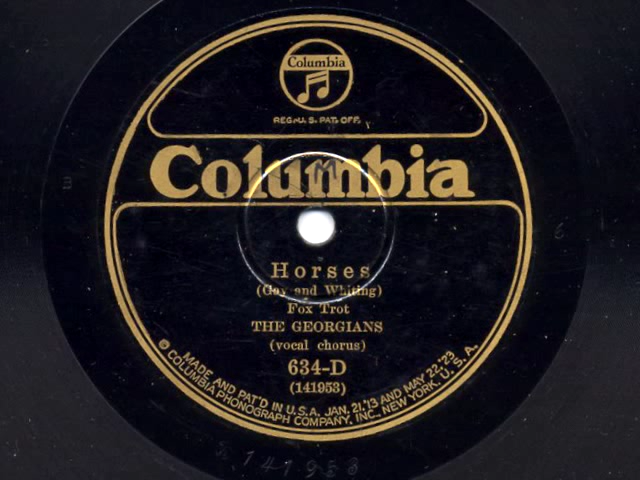 Columbia
REG. U. S. PAT. OFF.
Columbia
M
Horses
(Gay and Whiting)
Fox Trot
THE GEORGIANS
(vocal chorus)
634-D
(141953)
MADE AND PAT'D IN U.S.A. JAN. 21, '13 AND MAY 22, '23
© COLUMBIA PHONOGRAPH COMPANY, INC., NEW YORK, U. S. A.
141953